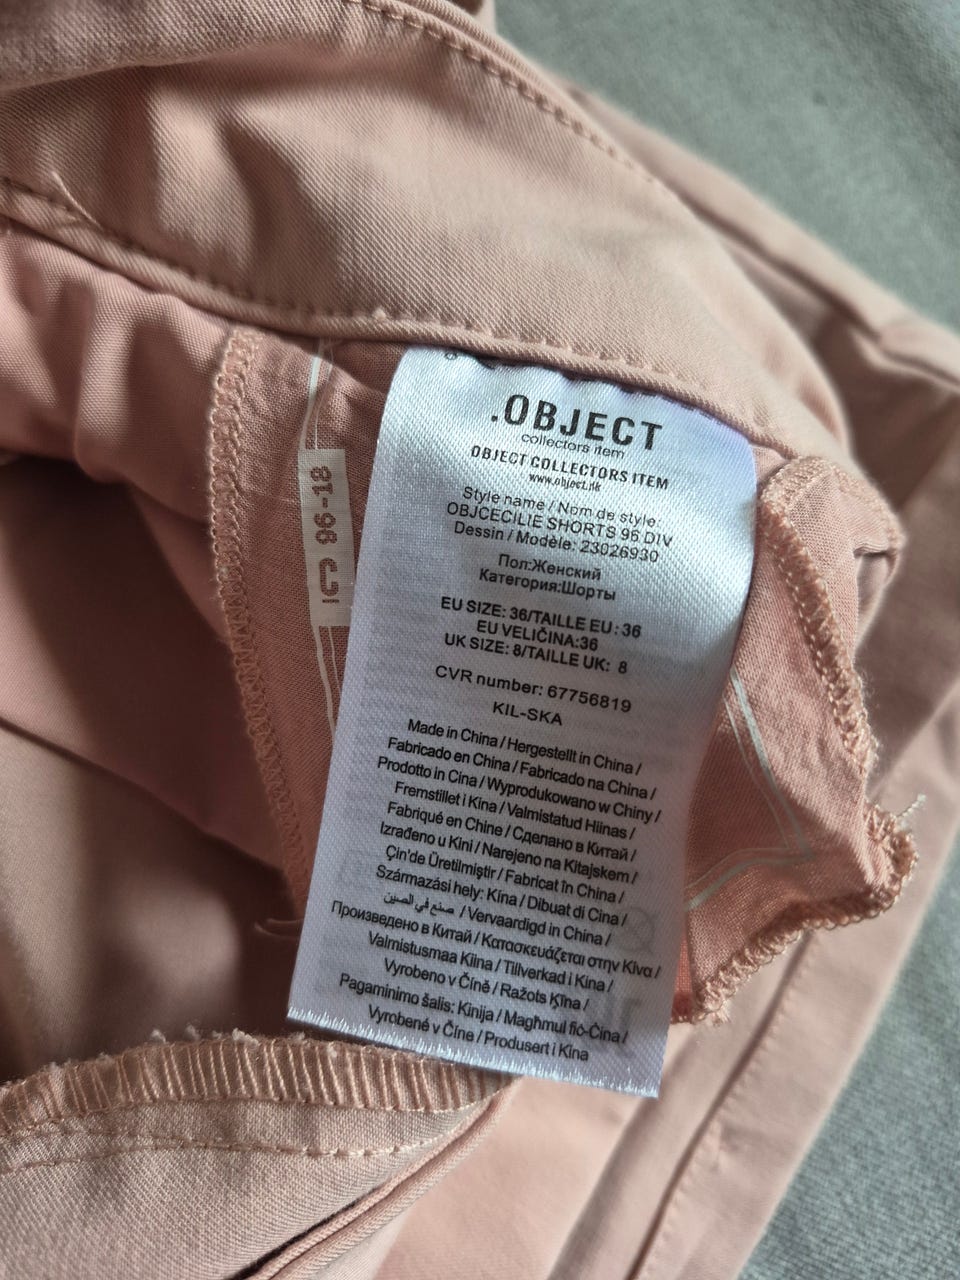 .OBJECT
collectors item
OBJECT COLLECTORS ITEM
www.object.dk
Style name / Nom de style:
OBJCECILIE SHORTS 96 DIV
Dessin / Modèle: 23026930
Пол:Женский
Категория:Шорты
EU SIZE: 36/TAILLE EU : 36
EU VELIČINA:36
UK SIZE: 8/TAILLE UK: 8
CVR number: 67756819
KIL-SKA
Made in China / Hergestellt in China /
Fabricado en China / Fabricado na China /
Prodotto in Cina / Wyprodukowano w Chiny /
Fremstillet i Kina / Valmistatud Hiinas /
Fabriqué en Chine / Сделано в Китай /
Izrađeno u Kini / Narejeno na Kitajskem /
Çin'de Üretilmiştir / Fabricat în China /
Származási hely: Kína / Dibuat di Cina /
صنع في الصين / Vervaardigd in China /
Произведено в Китай / Κατασκευάζεται στην Κίνα /
Valmistusmaa Kiina / Tillverkad i Kina /
Vyrobeno v Číně / Ražots Ķīna /
Pagaminimo šalis: Kinija / Magħmul fiċ-Ċina /
Vyrobené v Číne / Produsert i Kina
96-18